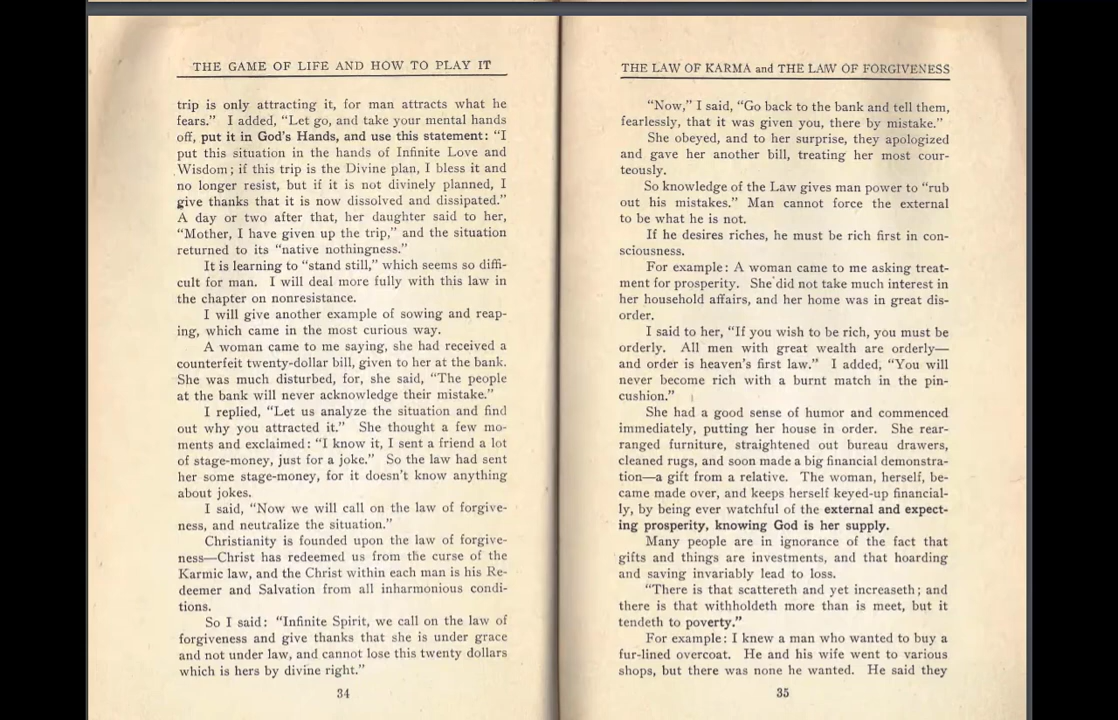 THE GAME OF LIFE AND HOW TO PLAY IT
trip is only attracting it, for man attracts what he
fears." I added, "Let go, and take your mental hands
off, put it in God's Hands, and use this statement: "I
put this situation in the hands of Infinite Love and
Wisdom; if this trip is the Divine plan, I bless it and
no longer resist, but if it is not divinely planned, I
give thanks that it is now dissolved and dissipated."
A day or two after that, her daughter said to her,
"Mother, I have given up the trip," and the situation
returned to its "native nothingness."
It is learning to "stand still," which seems so diffi-
cult for man. I will deal more fully with this law in
the chapter on nonresistance.
I will give another example of sowing and reap-
ing, which came in the most curious way.
A woman came to me saying, she had received a
counterfeit twenty-dollar bill, given to her at the bank.
She was much disturbed, for, she said, "The people
at the bank will never acknowledge their mistake."
I replied, "Let us analyze the situation and find
out why you attracted it." She thought a few mo-
ments and exclaimed: "I know it, I sent a friend a lot
of stage-money, just for a joke." So the law had sent
her some stage-money, for it doesn't know anything
about jokes.
I said, "Now we will call on the law of forgive-
ness, and neutralize the situation."
Christianity is founded upon the law of forgive-
ness—Christ has redeemed us from the curse of the
Karmic law, and the Christ within each man is his Re-
deemer and Salvation from all inharmonious condi-
tions.
So I said: "Infinite Spirit, we call on the law of
forgiveness and give thanks that she is under grace
and not under law, and cannot lose this twenty dollars
which is hers by divine right."
34
THE LAW OF KARMA and THE LAW OF FORGIVENESS
"Now," I said, "Go back to the bank and tell them,
fearlessly, that it was given you, there by mistake."
She obeyed, and to her surprise, they apologized
and gave her another bill, treating her most cour-
teously.
So knowledge of the Law gives man power to "rub
out his mistakes." Man cannot force the external
to be what he is not.
If he desires riches, he must be rich first in con-
sciousness.
For example: A woman came to me asking treat-
ment for prosperity. She did not take much interest in
her household affairs, and her home was in great dis-
order.
I said to her, "If you wish to be rich, you must be
orderly. All men with great wealth are orderly—
and order is heaven's first law." I added, "You will
never become rich with a burnt match in the pin-
cushion."
She had a good sense of humor and commenced
immediately, putting her house in order. She rear-
ranged furniture, straightened out bureau drawers,
cleaned rugs, and soon made a big financial demonstra-
tion—a gift from a relative. The woman, herself, be-
came made over, and keeps herself keyed-up financial-
ly, by being ever watchful of the external and expect-
ing prosperity, knowing God is her supply.
Many people are in ignorance of the fact that
gifts and things are investments, and that hoarding
and saving invariably lead to loss.
"There is that scattereth and yet increaseth; and
there is that withholdeth more than is meet, but it
tendeth to poverty."
For example: I knew a man who wanted to buy a
fur-lined overcoat. He and his wife went to various
shops, but there was none he wanted. He said they
35